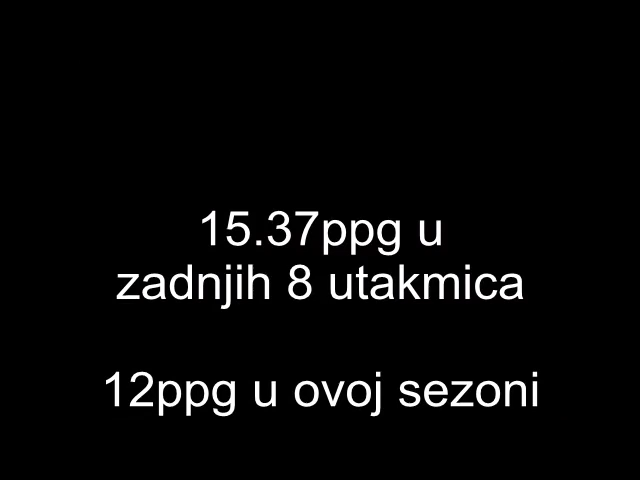 15.37ppg u
zadnjih 8 utakmica
12ppg u ovoj sezoni